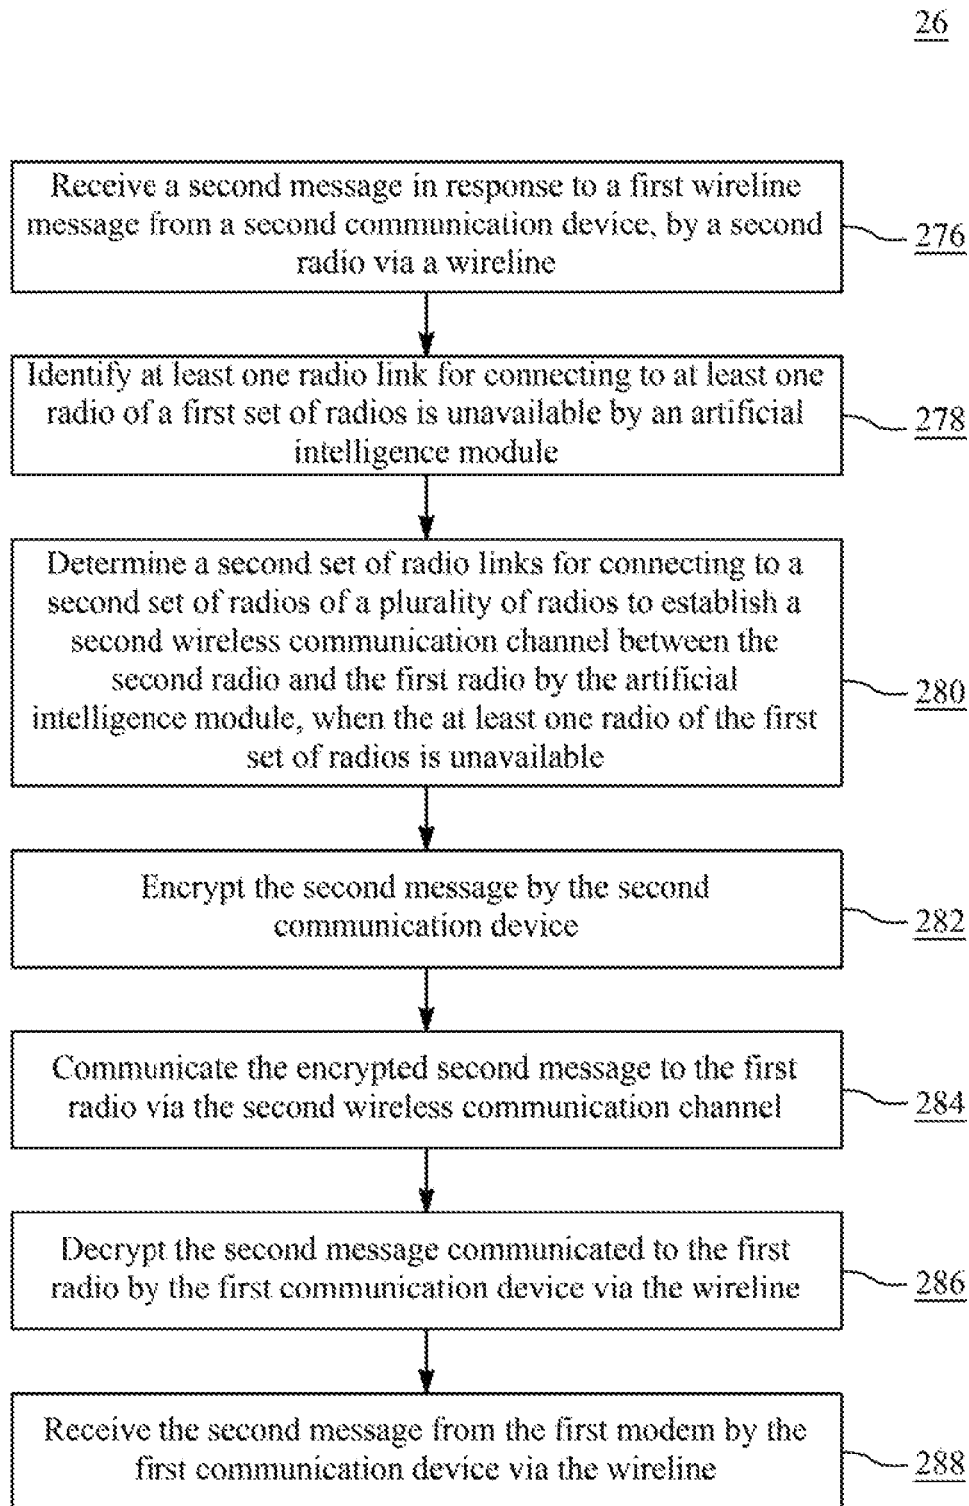 26
Receive a second message in response to a first wireline
message from a second communication device, by a second
radio via a wireline
276
Identify at least one radio link for connecting to at least one
radio of a first set of radios is unavailable by an artificial
intelligence module
278
Determine a second set of radio links for connecting to a
second set of radios of a plurality of radios to establish a
second wireless communication channel between the
second radio and the first radio by the artificial
intelligence module, when the at least one radio of the first
set of radios is unavailable
280
Encrypt the second message by the second
communication device
282
Communicate the encrypted second message to the first
radio via the second wireless communication channel
284
Decrypt the second message communicated to the first
radio by the first communication device via the wireline
286
Receive the second message from the first modem by the
first communication device via the wireline
288